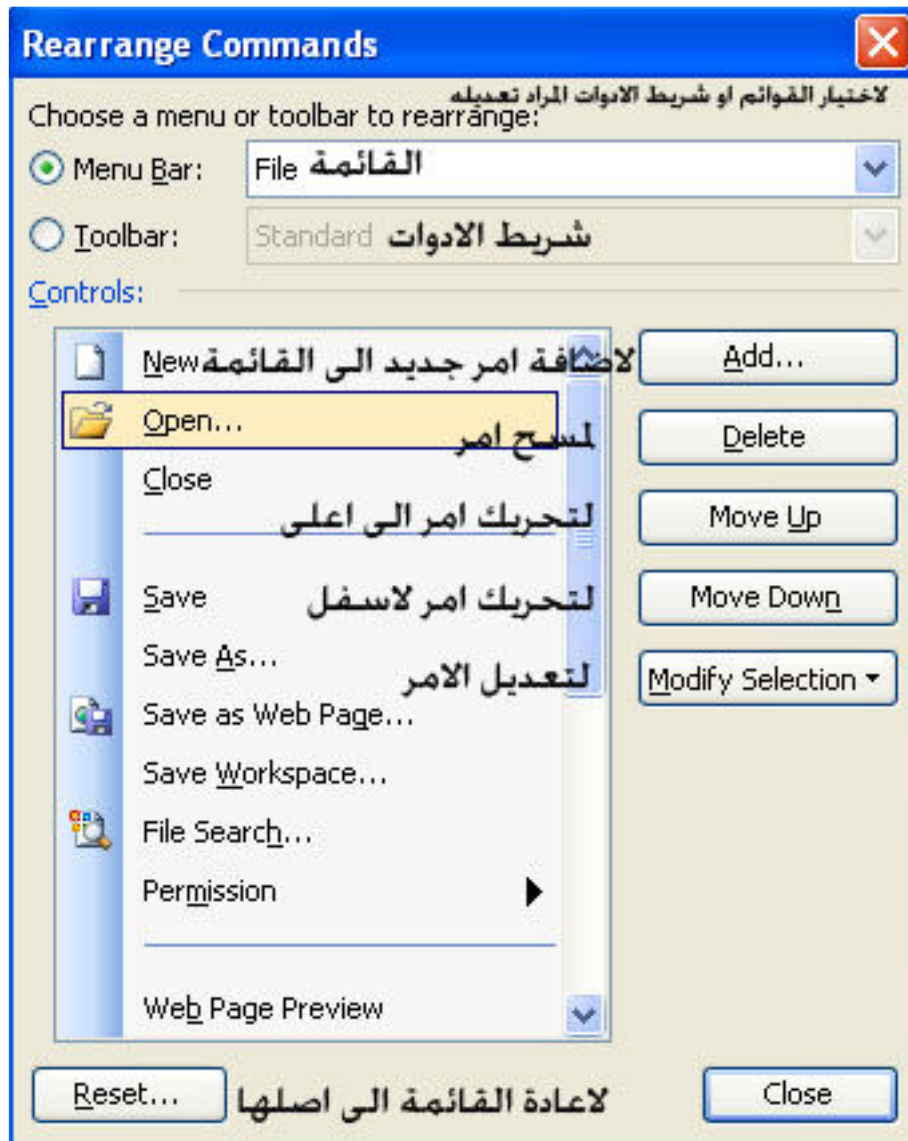 Rearrange Commands
لاختيار القوائم او شريط الادوات المراد تعديله
Choose a menu or toolbar to rearrange:
Menu Bar: File القائمة
Toolbar: Standard شريط الادوات
Controls:
New لاضافة امر جديد الى القائمة Add...
Open... لمسح امر Delete
Close
لتحريك امر الى اعلى Move Up
Save لتحريك امر لاسفل Move Down
Save As... لتعديل الامر Modify Selection
Save as Web Page...
Save Workspace...
File Search...
Permission
Web Page Preview
Reset... لاعادة القائمة الى اصلها Close